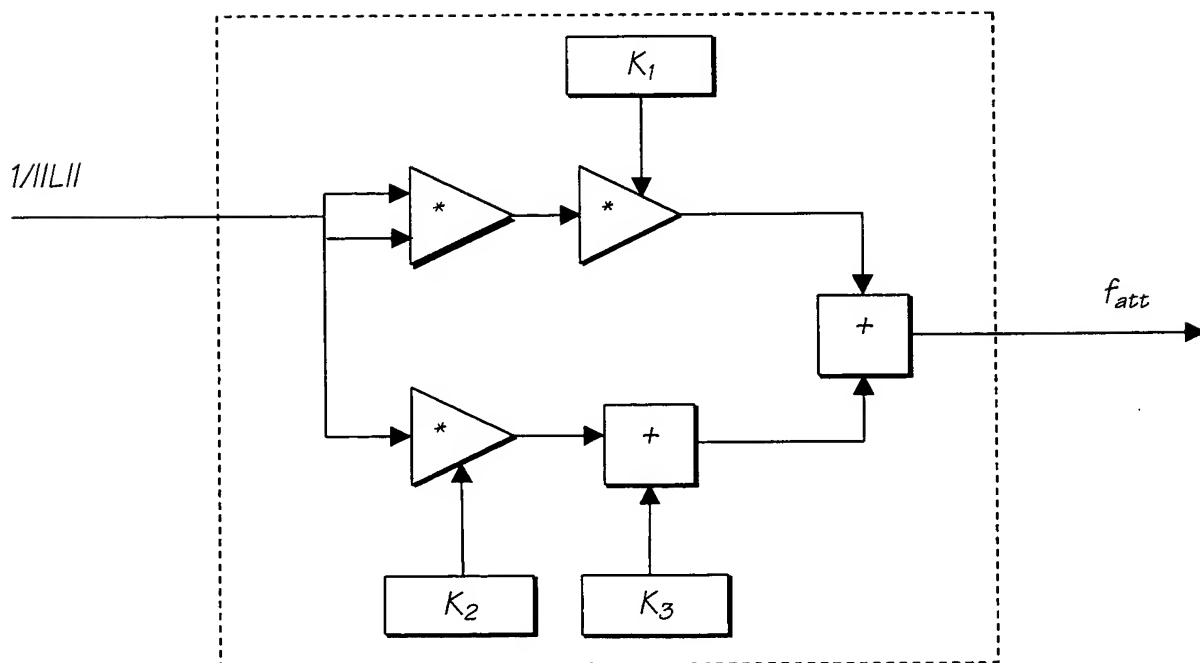 K₁
1/||L||
*
*
+
f_att
*
+
K₂
K₃